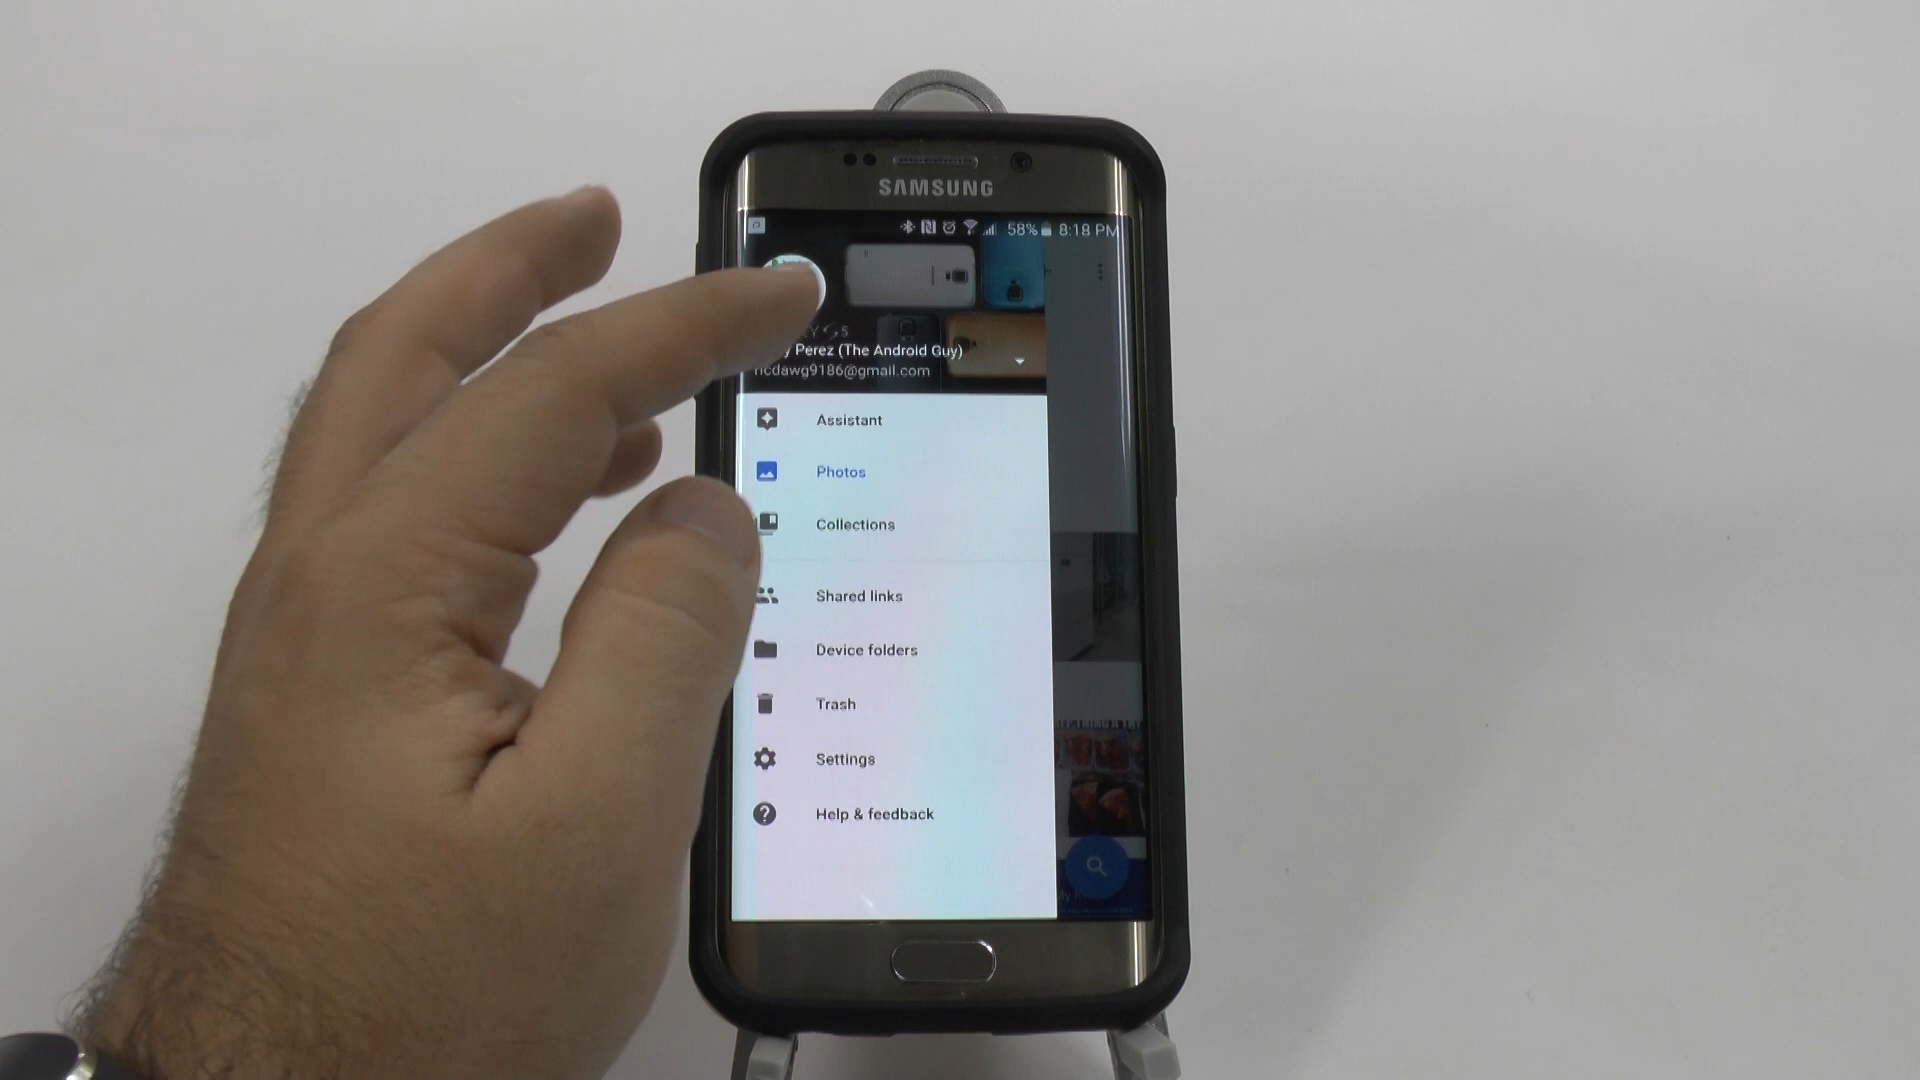 SAMSUNG
58% 8:18 PM
S5
Perez (The Android Guy)
ncdawg9186@gmail.com
Assistant
Photos
Collections
Shared links
Device folders
Trash
Settings
Help & feedback